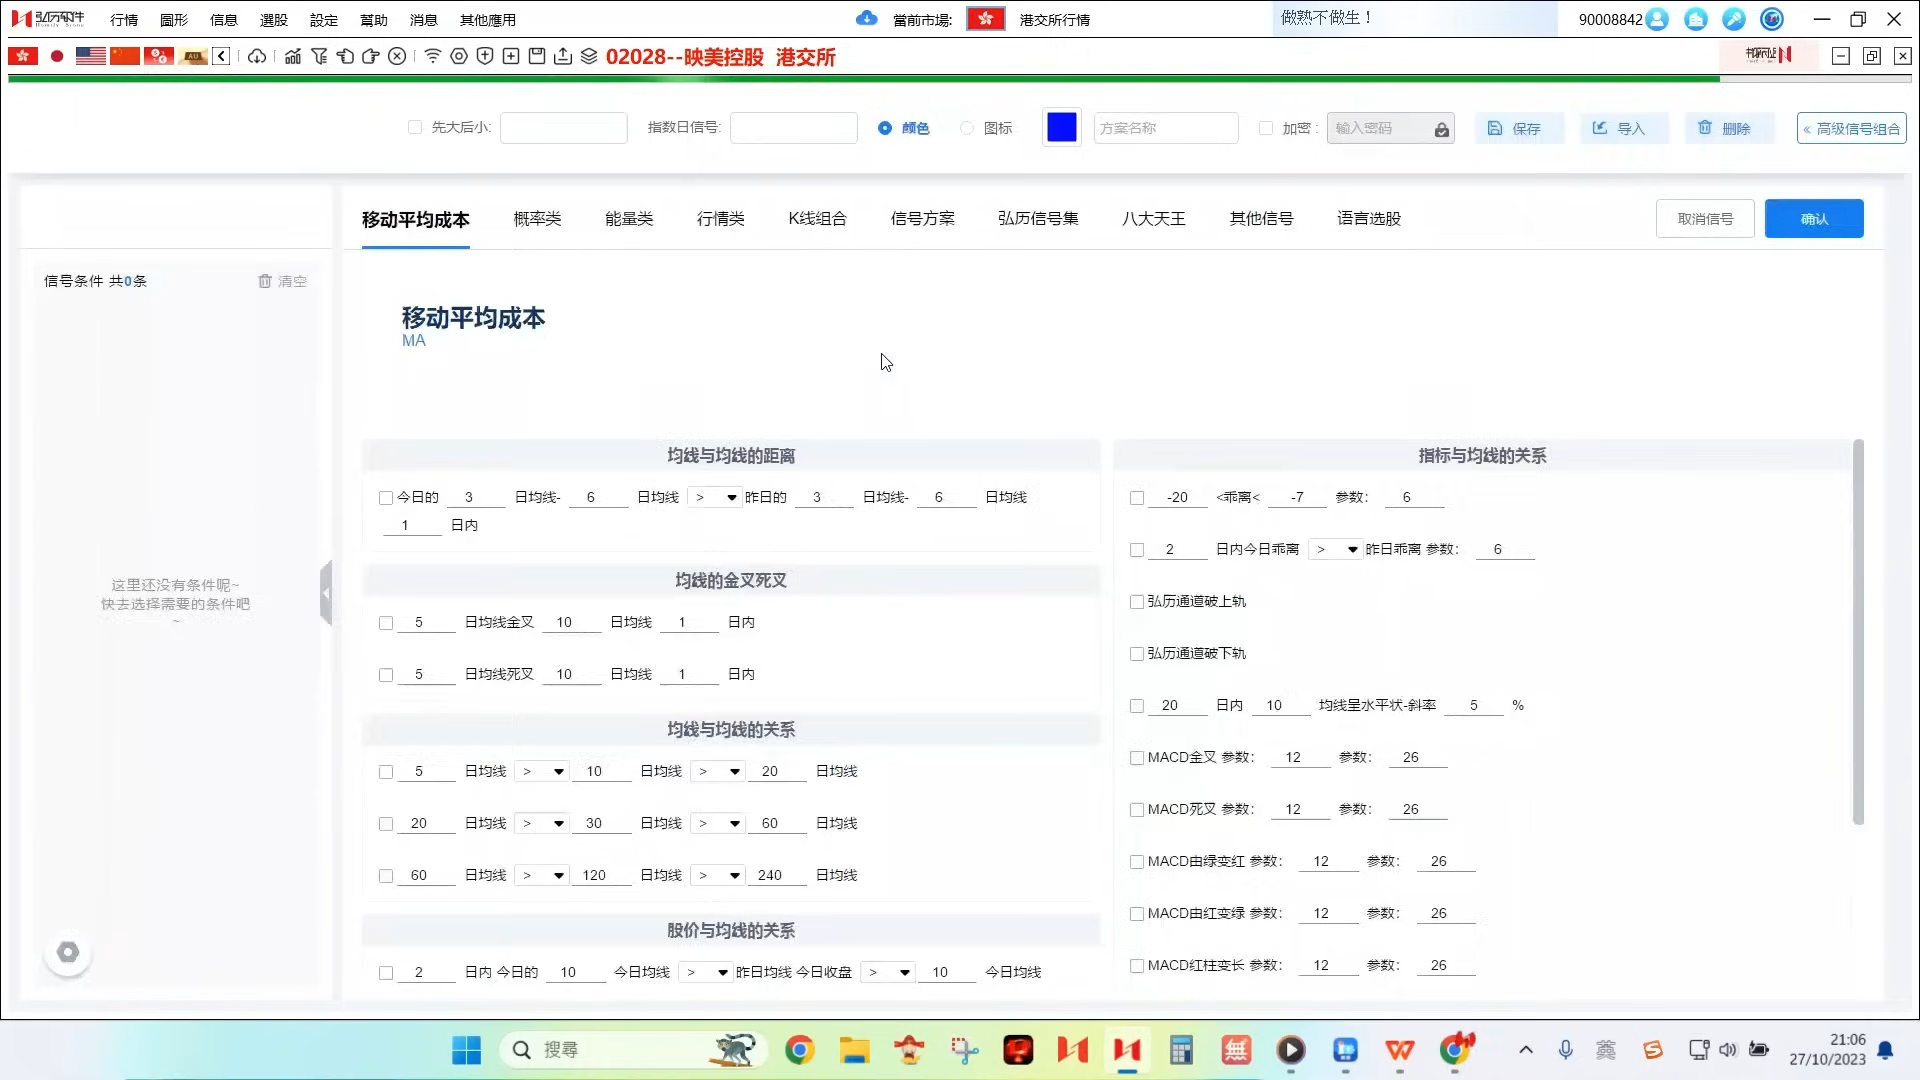 弘历软件 行情 圖形 信息 選股 設定 幫助 消息 其他應用 當前市場: 港交所行情 做熟不做生！ 90008842
02028--映美控股 港交所
先大后小: 指数日信号: 颜色 图标 方案名称 加密: 输入密码 保存 导入 删除 « 高级信号组合
移动平均成本 概率类 能量类 行情类 K线组合 信号方案 弘历信号集 八大天王 其他信号 语言选股 取消信号 确认
信号条件 共0条 清空
移动平均成本
MA
这里还没有条件呢~
快去选择需要的条件吧
~
均线与均线的距离
今日的 3 日均线- 6 日均线 > 昨日的 3 日均线- 6 日均线
1 日内
均线的金叉死叉
5 日均线金叉 10 日均线 1 日内
5 日均线死叉 10 日均线 1 日内
均线与均线的关系
5 日均线 > 10 日均线 > 20 日均线
20 日均线 > 30 日均线 > 60 日均线
60 日均线 > 120 日均线 > 240 日均线
股价与均线的关系
2 日内 今日的 10 今日均线 > 昨日均线 今日收盘 > 10 今日均线
指标与均线的关系
-20 <乖离< -7 参数: 6
2 日内今日乖离 > 昨日乖离 参数: 6
弘历通道破上轨
弘历通道破下轨
20 日内 10 均线呈水平状-斜率 5 %
MACD金叉 参数: 12 参数: 26
MACD死叉 参数: 12 参数: 26
MACD由绿变红 参数: 12 参数: 26
MACD由红变绿 参数: 12 参数: 26
MACD红柱变长 参数: 12 参数: 26
搜尋 英 21:06
27/10/2023